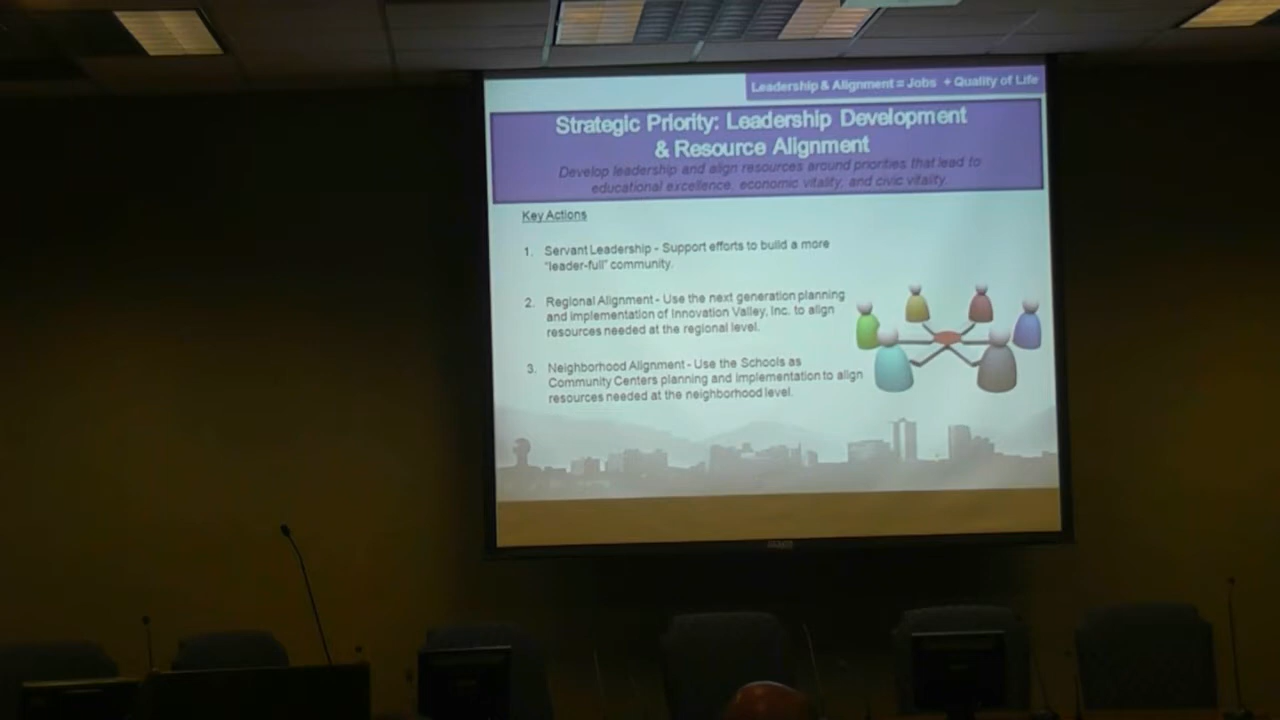 Leadership & Alignment = Jobs + Quality of Life
Strategic Priority: Leadership Development
& Resource Alignment
Develop leadership and align resources around priorities that lead to
educational excellence, economic vitality, and civic vitality
Key Actions
1. Servant Leadership - Support efforts to build a more
"leader-full" community.
2. Regional Alignment - Use the next generation planning
and implementation of Innovation Valley, Inc. to align
resources needed at the regional level.
3. Neighborhood Alignment - Use the Schools as
Community Centers planning and implementation to align
resources needed at the neighborhood level.